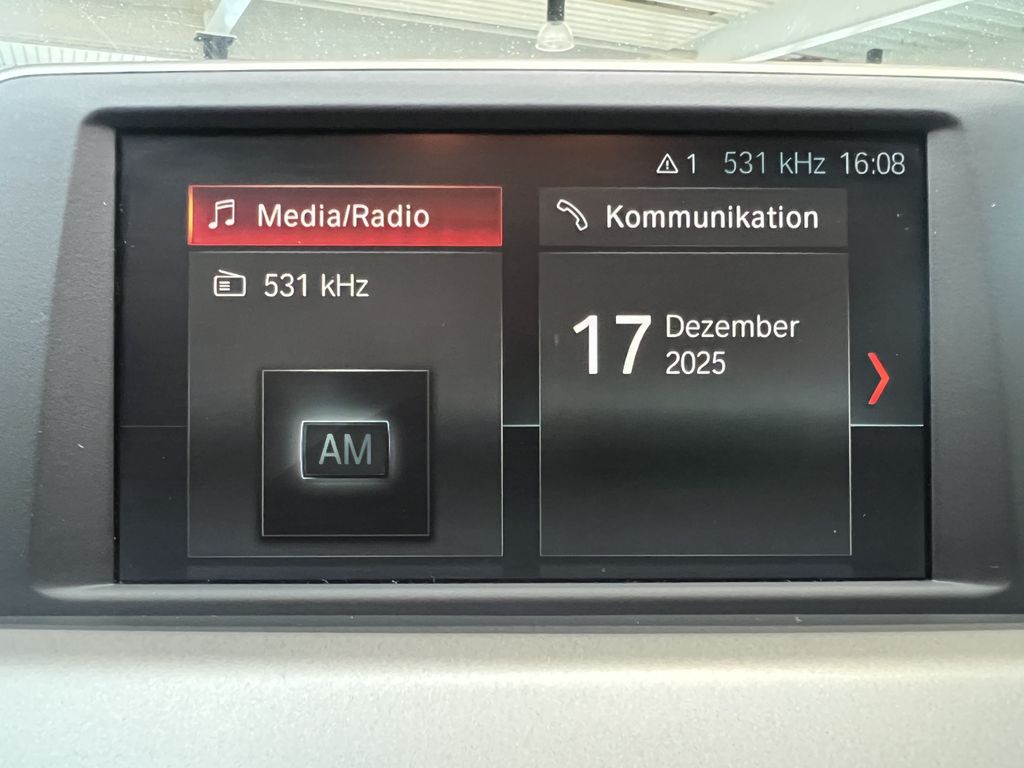 1 531 kHz 16:08
Media/Radio
Kommunikation
531 kHz
17 Dezember
2025
AM